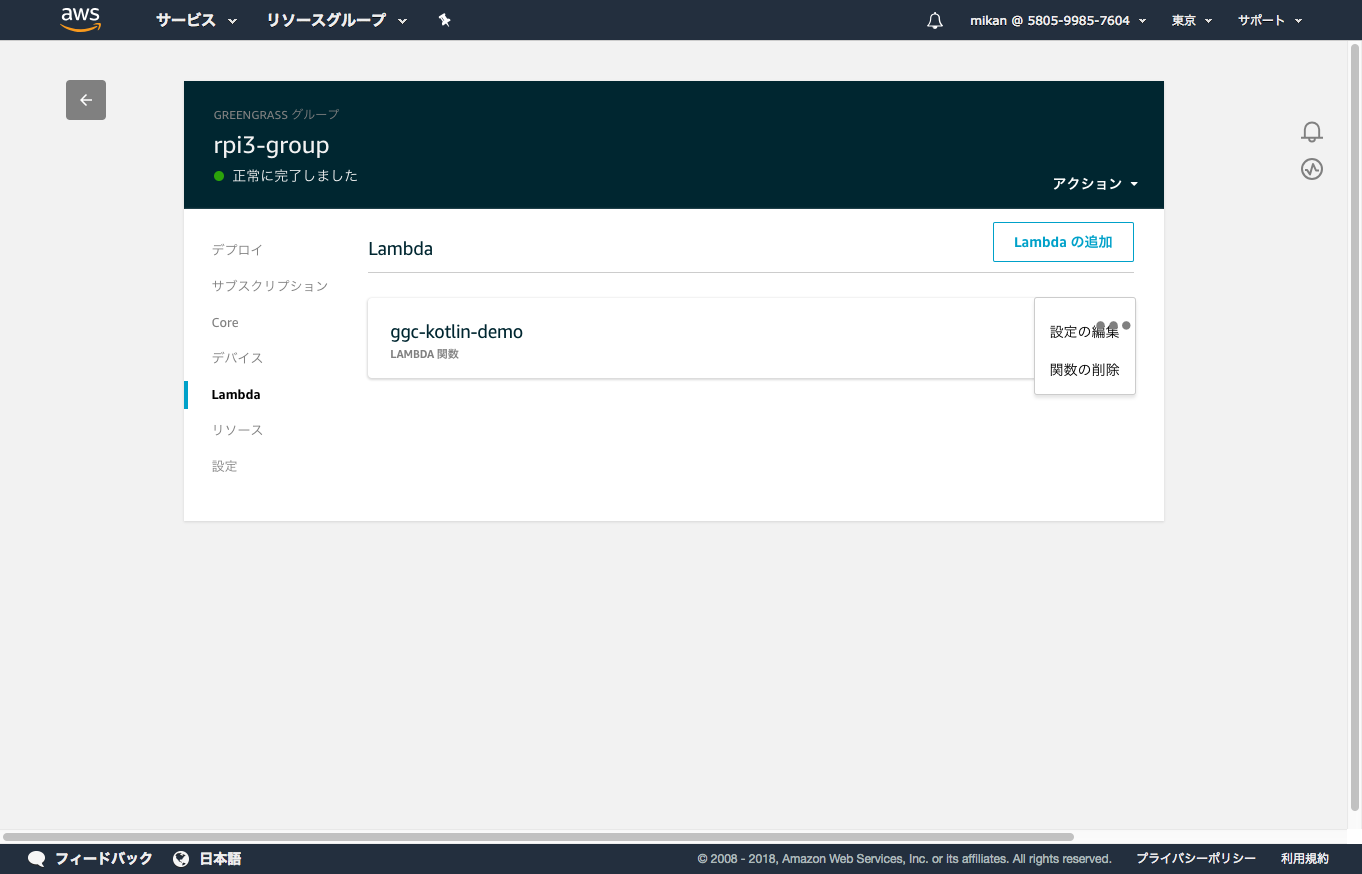 aws サービス リソースグループ mikan @ 5805-9985-7604 東京 サポート
GREENGRASS グループ
rpi3-group
正常に完了しました
アクション
デプロイ
サブスクリプション
Core
デバイス
Lambda
リソース
設定
Lambda
Lambda の追加
ggc-kotlin-demo
LAMBDA 関数
設定の編集
関数の削除
フィードバック 日本語 © 2008 - 2018, Amazon Web Services, Inc. or its affiliates. All rights reserved. プライバシーポリシー 利用規約